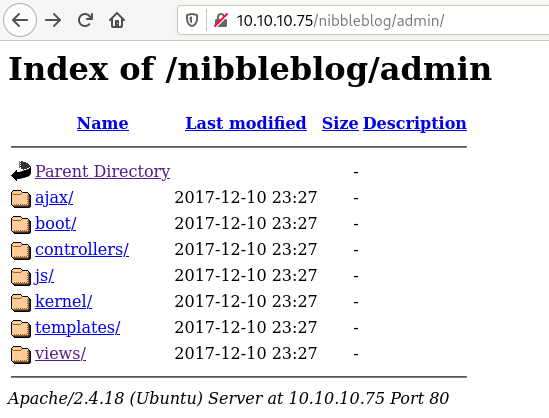 10.10.10.75/nibbleblog/admin/
Index of /nibbleblog/admin
Name Last modified Size Description
Parent Directory -
ajax/ 2017-12-10 23:27 -
boot/ 2017-12-10 23:27 -
controllers/ 2017-12-10 23:27 -
js/ 2017-12-10 23:27 -
kernel/ 2017-12-10 23:27 -
templates/ 2017-12-10 23:27 -
views/ 2017-12-10 23:27 -
Apache/2.4.18 (Ubuntu) Server at 10.10.10.75 Port 80